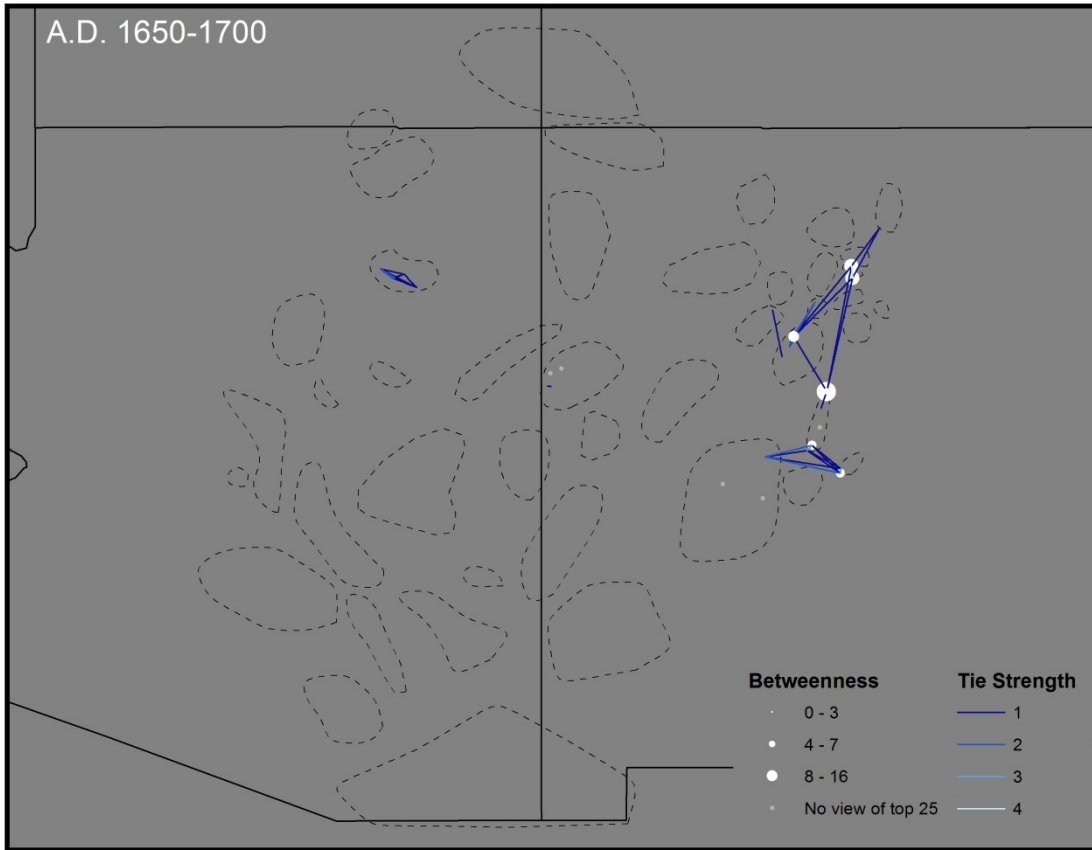 A.D. 1650-1700
Betweenness
0 - 3
4 - 7
8 - 16
No view of top 25
Tie Strength
1
2
3
4